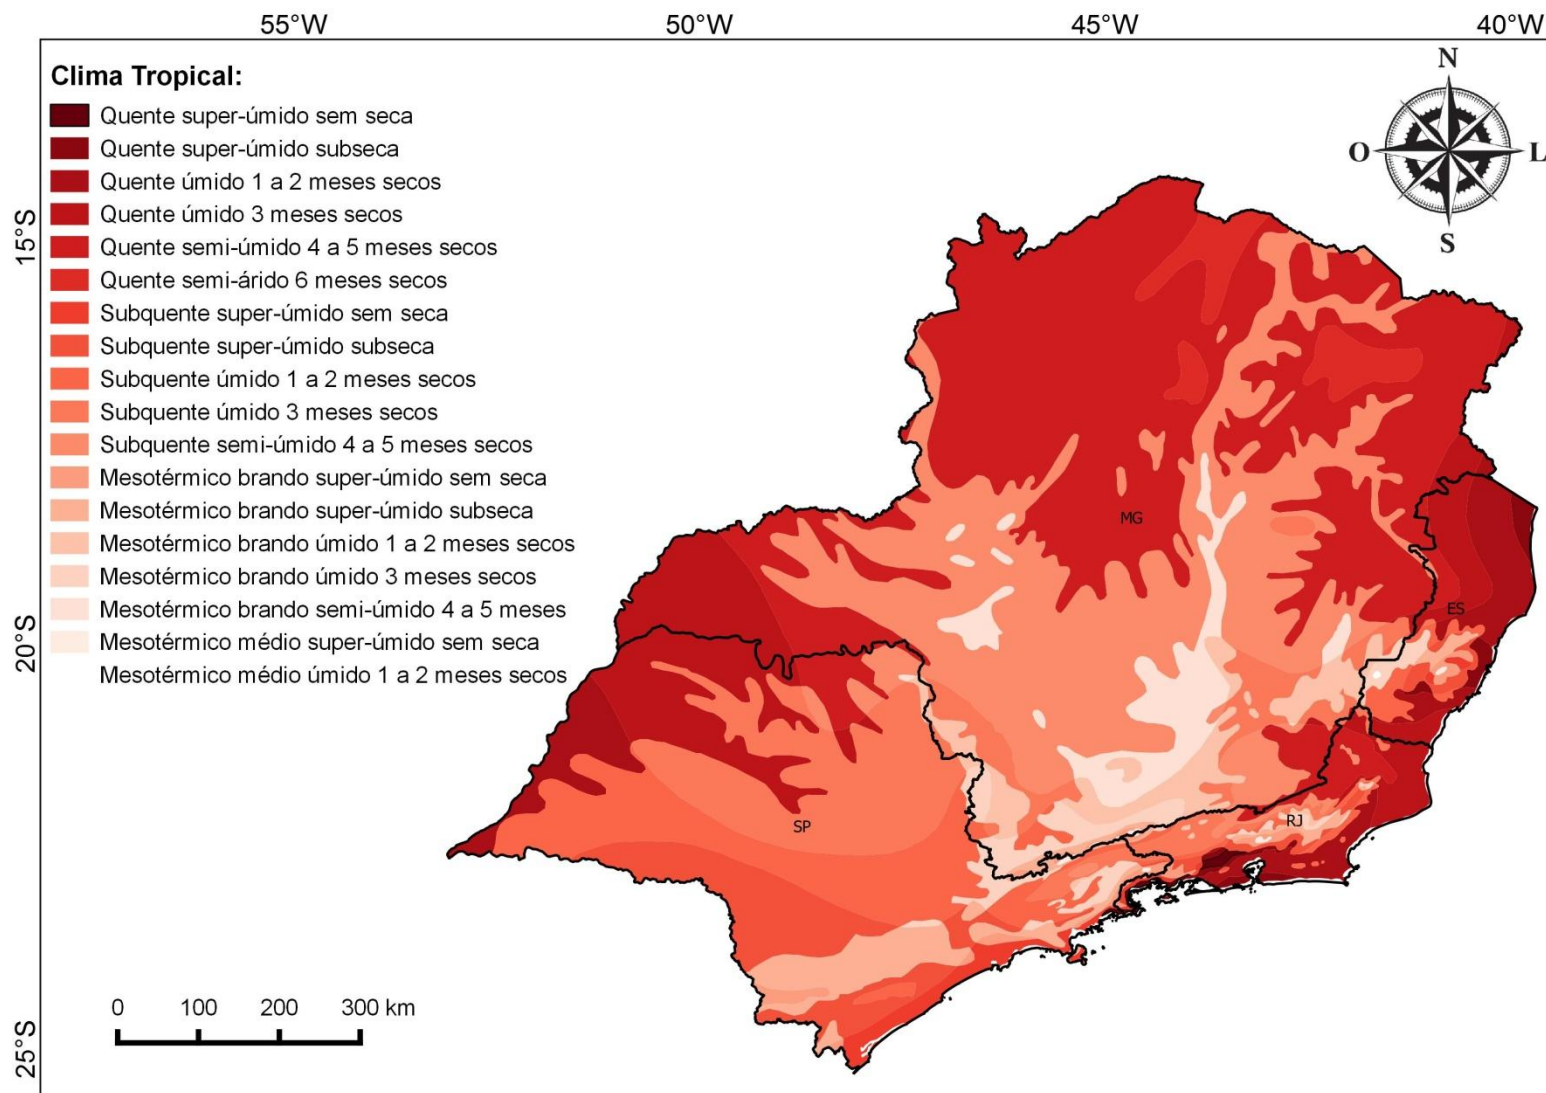 55°W 50°W 45°W 40°W
Clima Tropical:
Quente super-úmido sem seca
Quente super-úmido subseca
Quente úmido 1 a 2 meses secos
Quente úmido 3 meses secos
Quente semi-úmido 4 a 5 meses secos
Quente semi-árido 6 meses secos
Subquente super-úmido sem seca
Subquente super-úmido subseca
Subquente úmido 1 a 2 meses secos
Subquente úmido 3 meses secos
Subquente semi-úmido 4 a 5 meses secos
Mesotérmico brando super-úmido sem seca
Mesotérmico brando super-úmido subseca
Mesotérmico brando úmido 1 a 2 meses secos
Mesotérmico brando úmido 3 meses secos
Mesotérmico brando semi-úmido 4 a 5 meses
Mesotérmico médio super-úmido sem seca
Mesotérmico médio úmido 1 a 2 meses secos
N
O L
S
15°S
20°S
25°S
MG
ES
SP
RJ
0 100 200 300 km